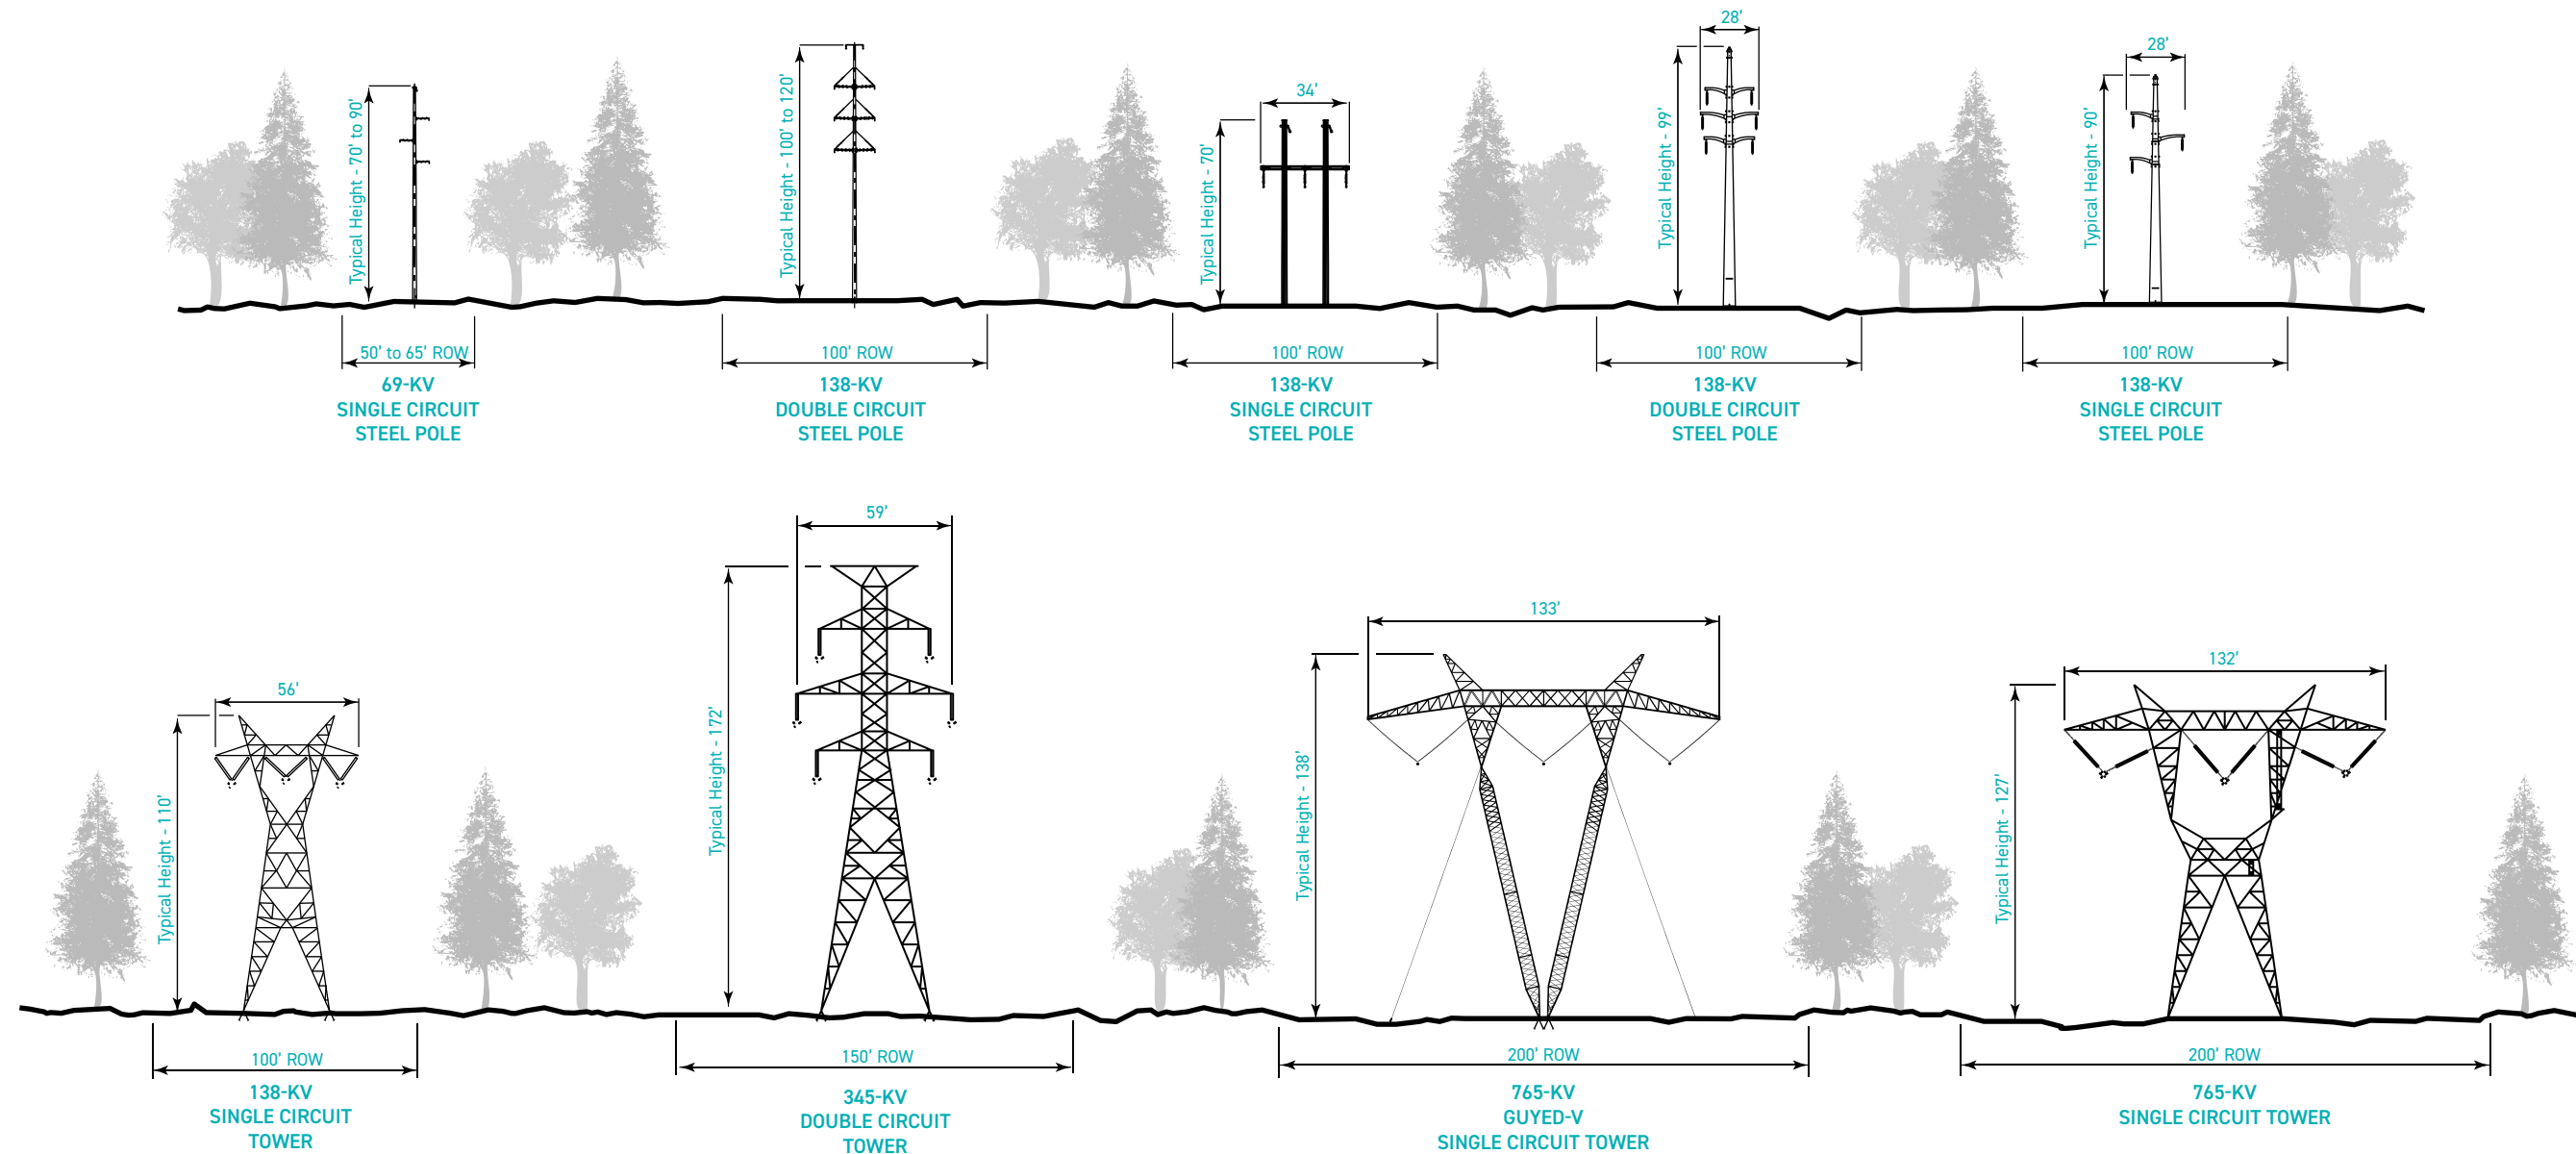 28'
28'
34'
Typical Height - 70' to 90'
Typical Height - 100' to 120'
Typical Height - 70'
Typical Height - 99'
Typical Height - 90'
50' to 65' ROW
100' ROW
100' ROW
100' ROW
100' ROW
69-KV
SINGLE CIRCUIT
STEEL POLE
138-KV
DOUBLE CIRCUIT
STEEL POLE
138-KV
SINGLE CIRCUIT
STEEL POLE
138-KV
DOUBLE CIRCUIT
STEEL POLE
138-KV
SINGLE CIRCUIT
STEEL POLE
56'
59'
133'
132'
Typical Height - 110'
Typical Height - 172'
Typical Height - 138'
Typical Height - 127'
100' ROW
150' ROW
200' ROW
200' ROW
138-KV
SINGLE CIRCUIT
TOWER
345-KV
DOUBLE CIRCUIT
TOWER
765-KV
GUYED-V
SINGLE CIRCUIT TOWER
765-KV
SINGLE CIRCUIT TOWER